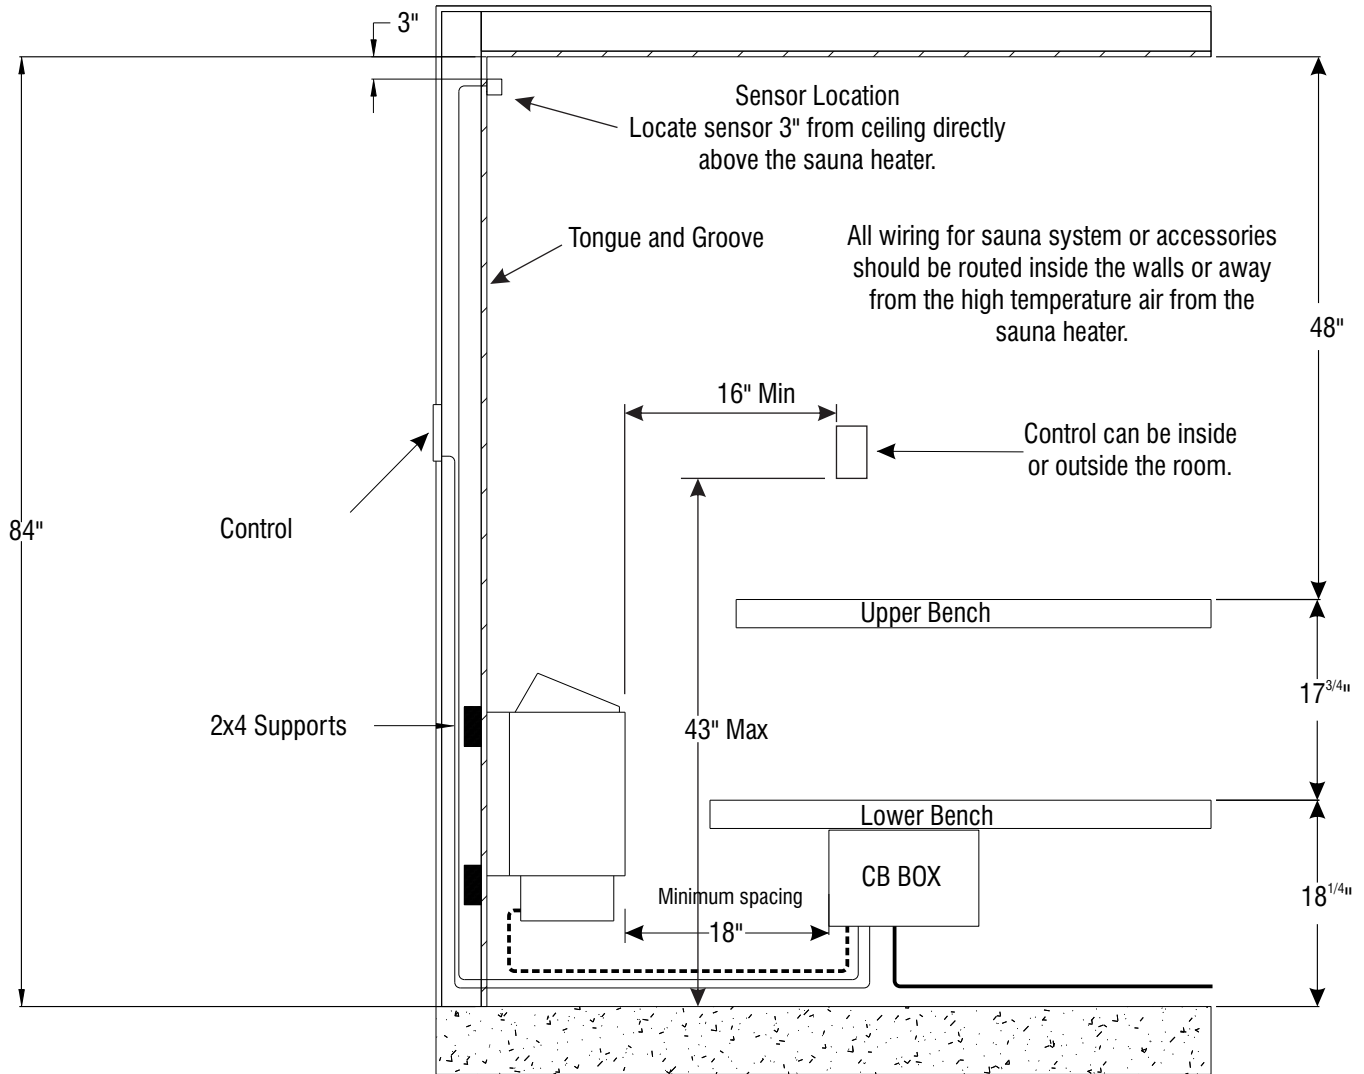 3"
Sensor Location
Locate sensor 3" from ceiling directly
above the sauna heater.
Tongue and Groove
All wiring for sauna system or accessories
should be routed inside the walls or away
from the high temperature air from the
sauna heater.
48"
16" Min
Control can be inside
or outside the room.
Control
84"
Upper Bench
17 3/4"
2x4 Supports
43" Max
Lower Bench
CB BOX
18 1/4"
Minimum spacing
18"